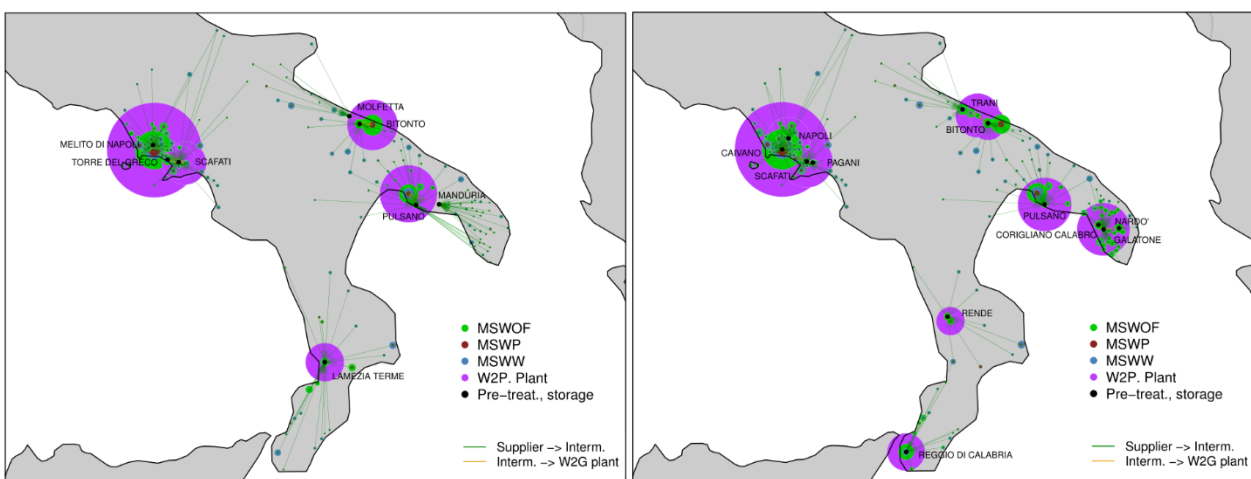 MOLFETTA
BITONTO
MELITO DI NAPOLI
TORRE DEL GRECO
SCAFATI
MANDURIA
PULSANO
LAMEZIA TERME
MSWOF
MSWP
MSWW
W2P. Plant
Pre-treat., storage
Supplier -> Interm.
Interm. -> W2G plant
TRANI
BITONTO
NAPOLI
CAIVANO
PAGANI
SCAFATI
PULSANO
NARDO'
CORIGLIANO CALABRO
GALATONE
RENDE
REGGIO DI CALABRIA
MSWOF
MSWP
MSWW
W2P. Plant
Pre-treat., storage
Supplier -> Interm.
Interm. -> W2G plant